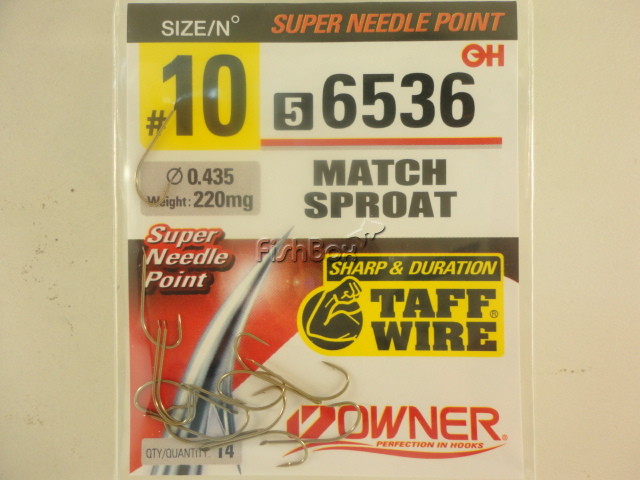 SIZE/N°
SUPER NEEDLE POINT
OH
#10
5 6536
Ø 0.435
Weight: 220mg
MATCH
SPROAT
FishBox
Super
Needle
Point
SHARP & DURATION
TAFF
WIRE®
OWNER®
PERFECTION IN HOOKS
QTY/QUANTITY: 14